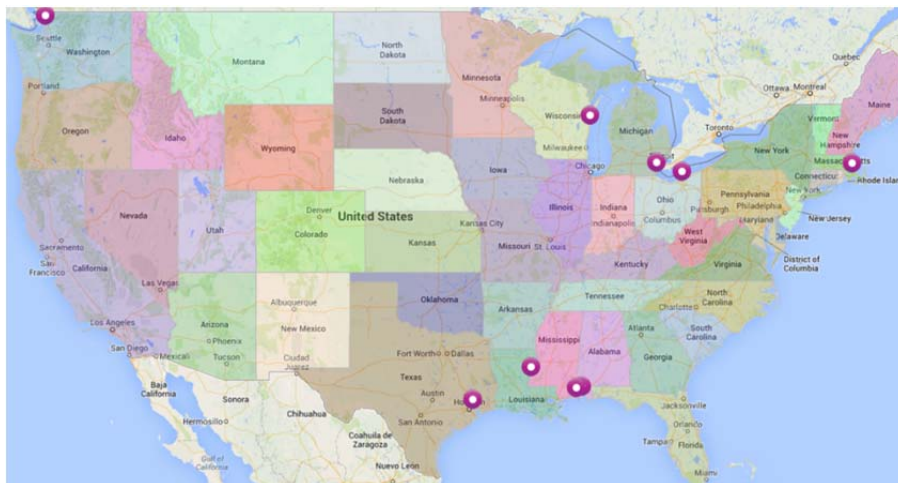 Quebec
Seattle
Washington
North
Dakota
Montana
Minnesota
Ottawa
Montreal
Portland
Maine
Minneapolis
Toronto
Vermont
Oregon
Idaho
South
Dakota
Wisconsin
Michigan
New
Hampshire
Wyoming
Milwaukee
New York
Massachusetts
Chicago
Connecticut
Rhode Island
Iowa
Nebraska
Nevada
Utah
Denver
Colorado
United States
Kansas
Kansas City
Missouri
St. Louis
Illinois
Indiana
Indianapolis
Ohio
Columbus
Pittsburgh
Pennsylvania
Philadelphia
New York
Maryland
New Jersey
Delaware
West
Virginia
District of
Columbia
Sacramento
San
Francisco
California
Las Vegas
Kentucky
Virginia
Los Angeles
San Diego
Mexicali
Arizona
Phoenix
Tucson
Albuquerque
New Mexico
Ciudad
Juarez
Oklahoma
Arkansas
Tennessee
North
Carolina
Charlotte
South
Carolina
Fort Worth
Dallas
Mississippi
Alabama
Atlanta
Georgia
Texas
Austin
San Antonio
Louisiana
Jacksonville
Orlando
Tampa
Florida
Miami
Baja
California
Sonora
Hermosillo
Chihuahua
Gulf of
California
Coahuila de
Zaragoza
Nuevo Leon